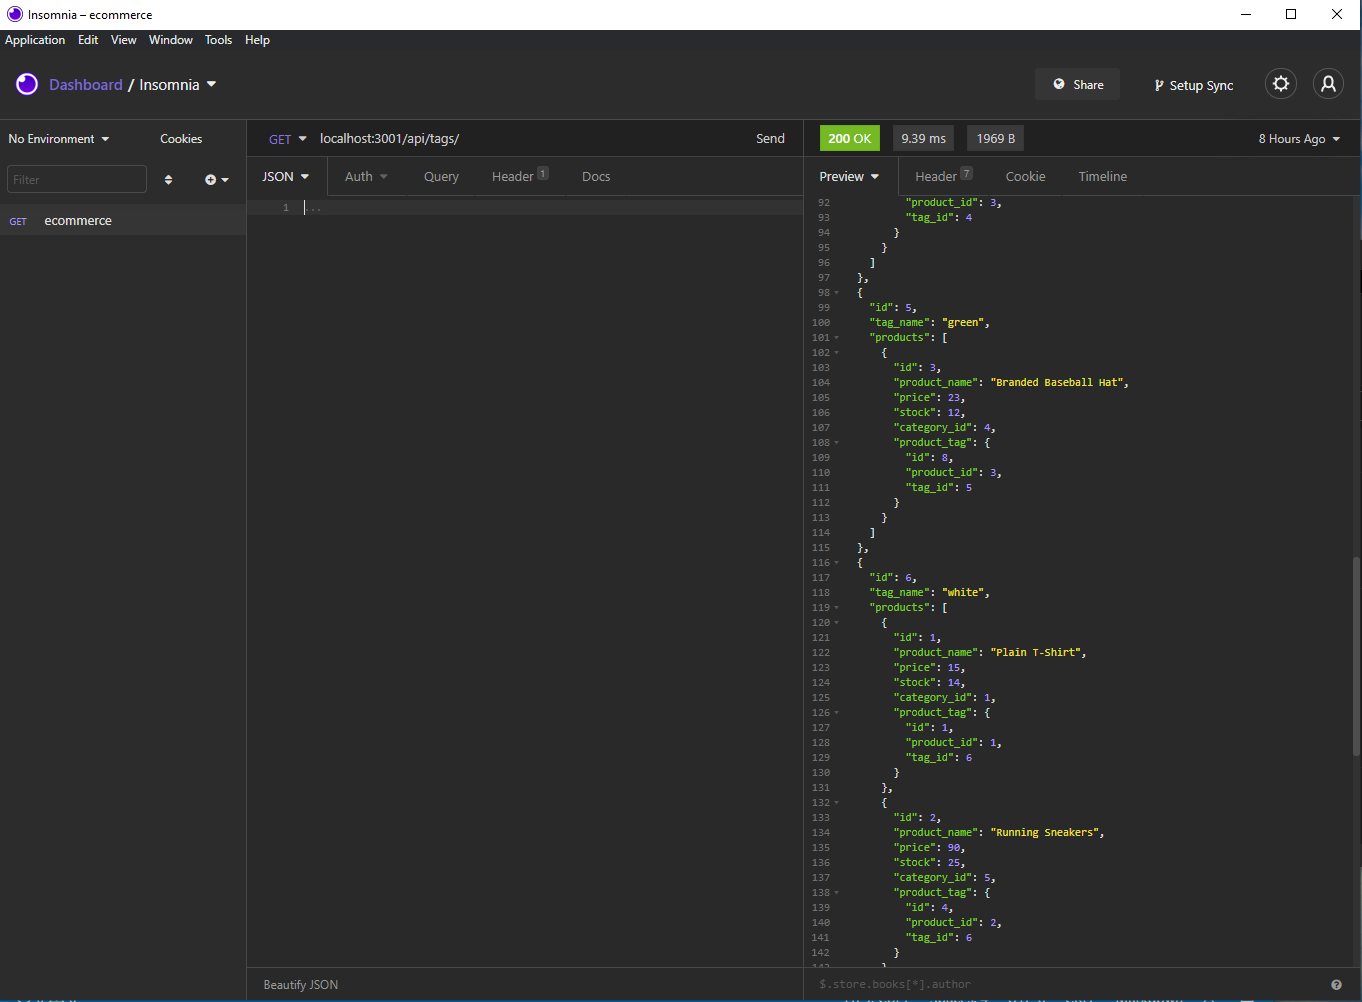 Insomnia – ecommerce
Application Edit View Window Tools Help
Dashboard / Insomnia
Share
Setup Sync
No Environment
Cookies
GET localhost:3001/api/tags/ Send
200 OK 9.39 ms 1969 B 8 Hours Ago
Filter
JSON Auth Query Header 1 Docs
Preview Header 7 Cookie Timeline
GET ecommerce
1 ...
92 "product_id": 3,
93 "tag_id": 4
94 }
95 }
96 ]
97 },
98 {
99 "id": 5,
100 "tag_name": "green",
101 "products": [
102 {
103 "id": 3,
104 "product_name": "Branded Baseball Hat",
105 "price": 23,
106 "stock": 12,
107 "category_id": 4,
108 "product_tag": {
109 "id": 8,
110 "product_id": 3,
111 "tag_id": 5
112 }
113 }
114 ]
115 },
116 {
117 "id": 6,
118 "tag_name": "white",
119 "products": [
120 {
121 "id": 1,
122 "product_name": "Plain T-Shirt",
123 "price": 15,
124 "stock": 14,
125 "category_id": 1,
126 "product_tag": {
127 "id": 1,
128 "product_id": 1,
129 "tag_id": 6
130 }
131 },
132 {
133 "id": 2,
134 "product_name": "Running Sneakers",
135 "price": 90,
136 "stock": 25,
137 "category_id": 5,
138 "product_tag": {
139 "id": 4,
140 "product_id": 2,
141 "tag_id": 6
142 }
Beautify JSON
$.store.books[*].author